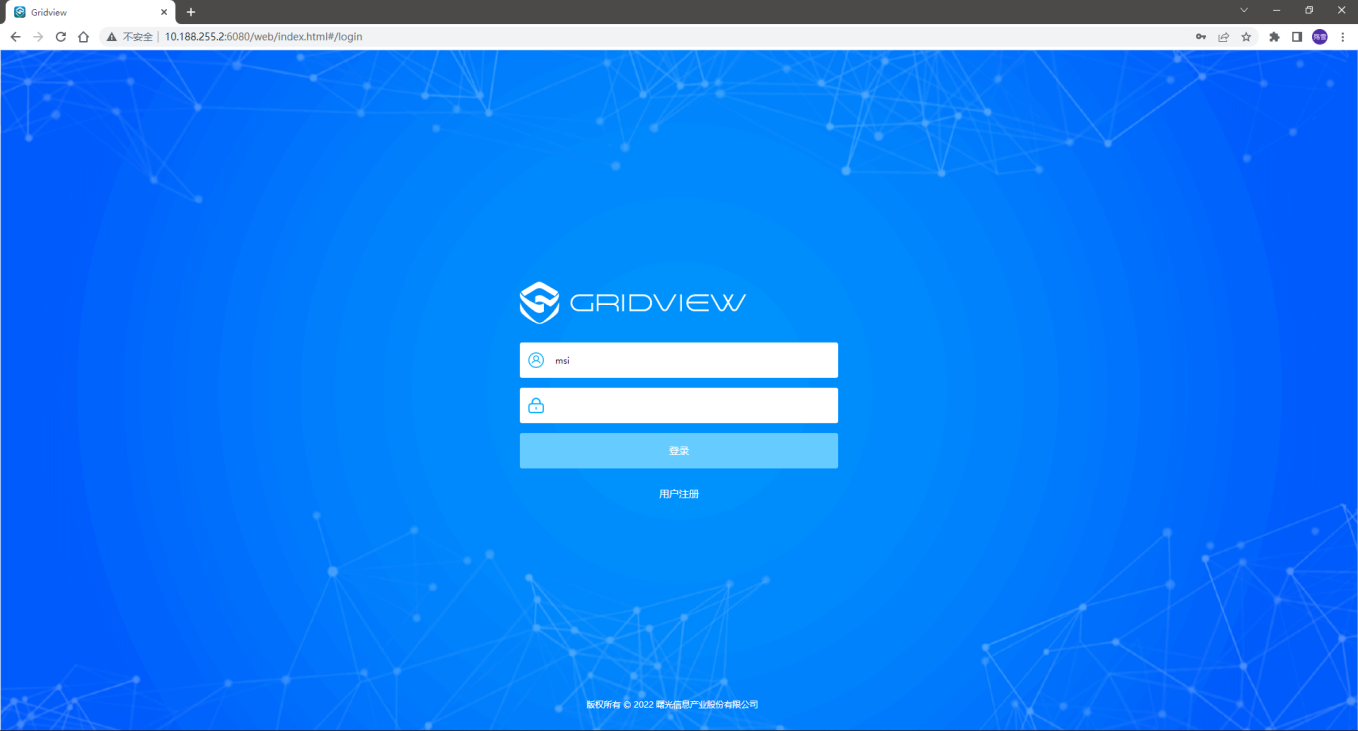 Gridview
不安全 10.188.255.2:6080/web/index.html#/login
GRIDVIEW
msi
登录
用户注册
版权所有 © 2022 曙光信息产业股份有限公司